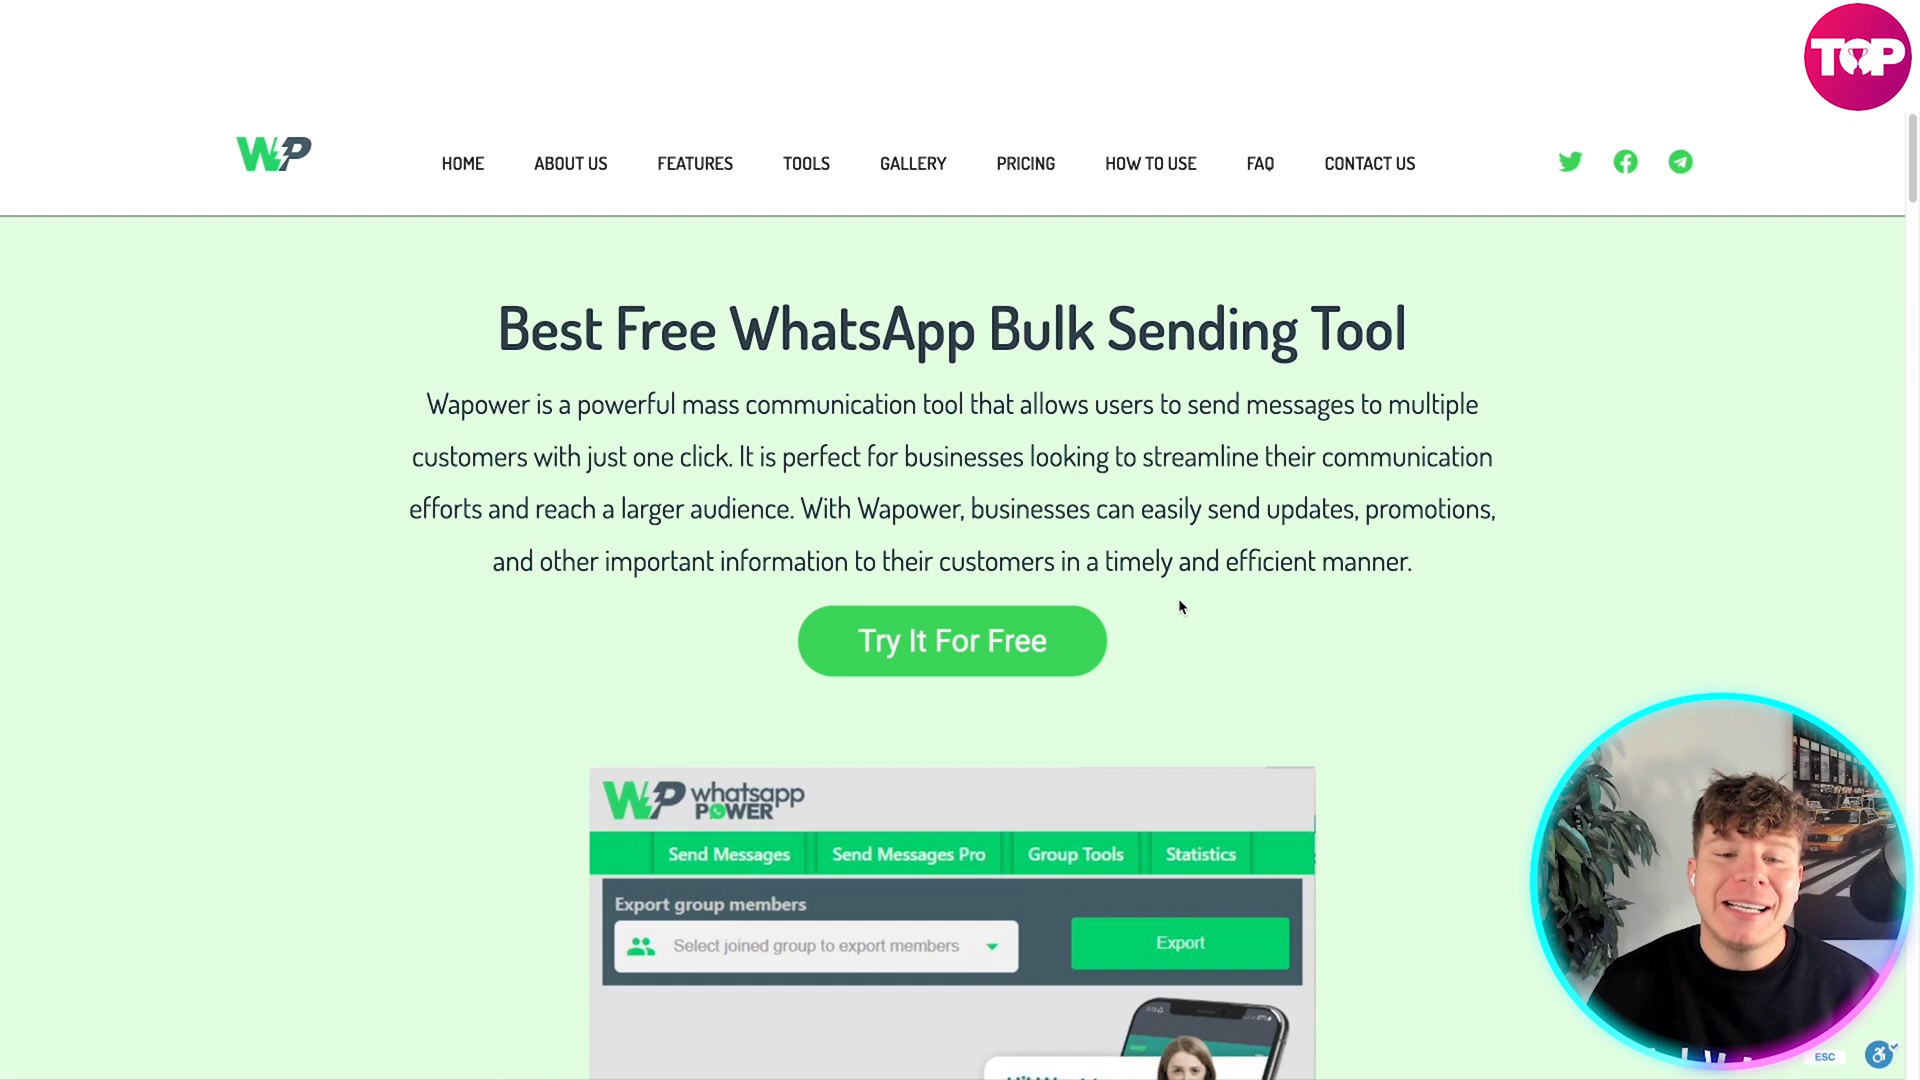 TOP
WP
HOME
ABOUT US
FEATURES
TOOLS
GALLERY
PRICING
HOW TO USE
FAQ
CONTACT US
Best Free WhatsApp Bulk Sending Tool
Wapower is a powerful mass communication tool that allows users to send messages to multiple
customers with just one click. It is perfect for businesses looking to streamline their communication
efforts and reach a larger audience. With Wapower, businesses can easily send updates, promotions,
and other important information to their customers in a timely and efficient manner.
Try It For Free
WP whatsapp
POWER
Send Messages
Send Messages Pro
Group Tools
Statistics
Export group members
Select joined group to export members
Export
ESC